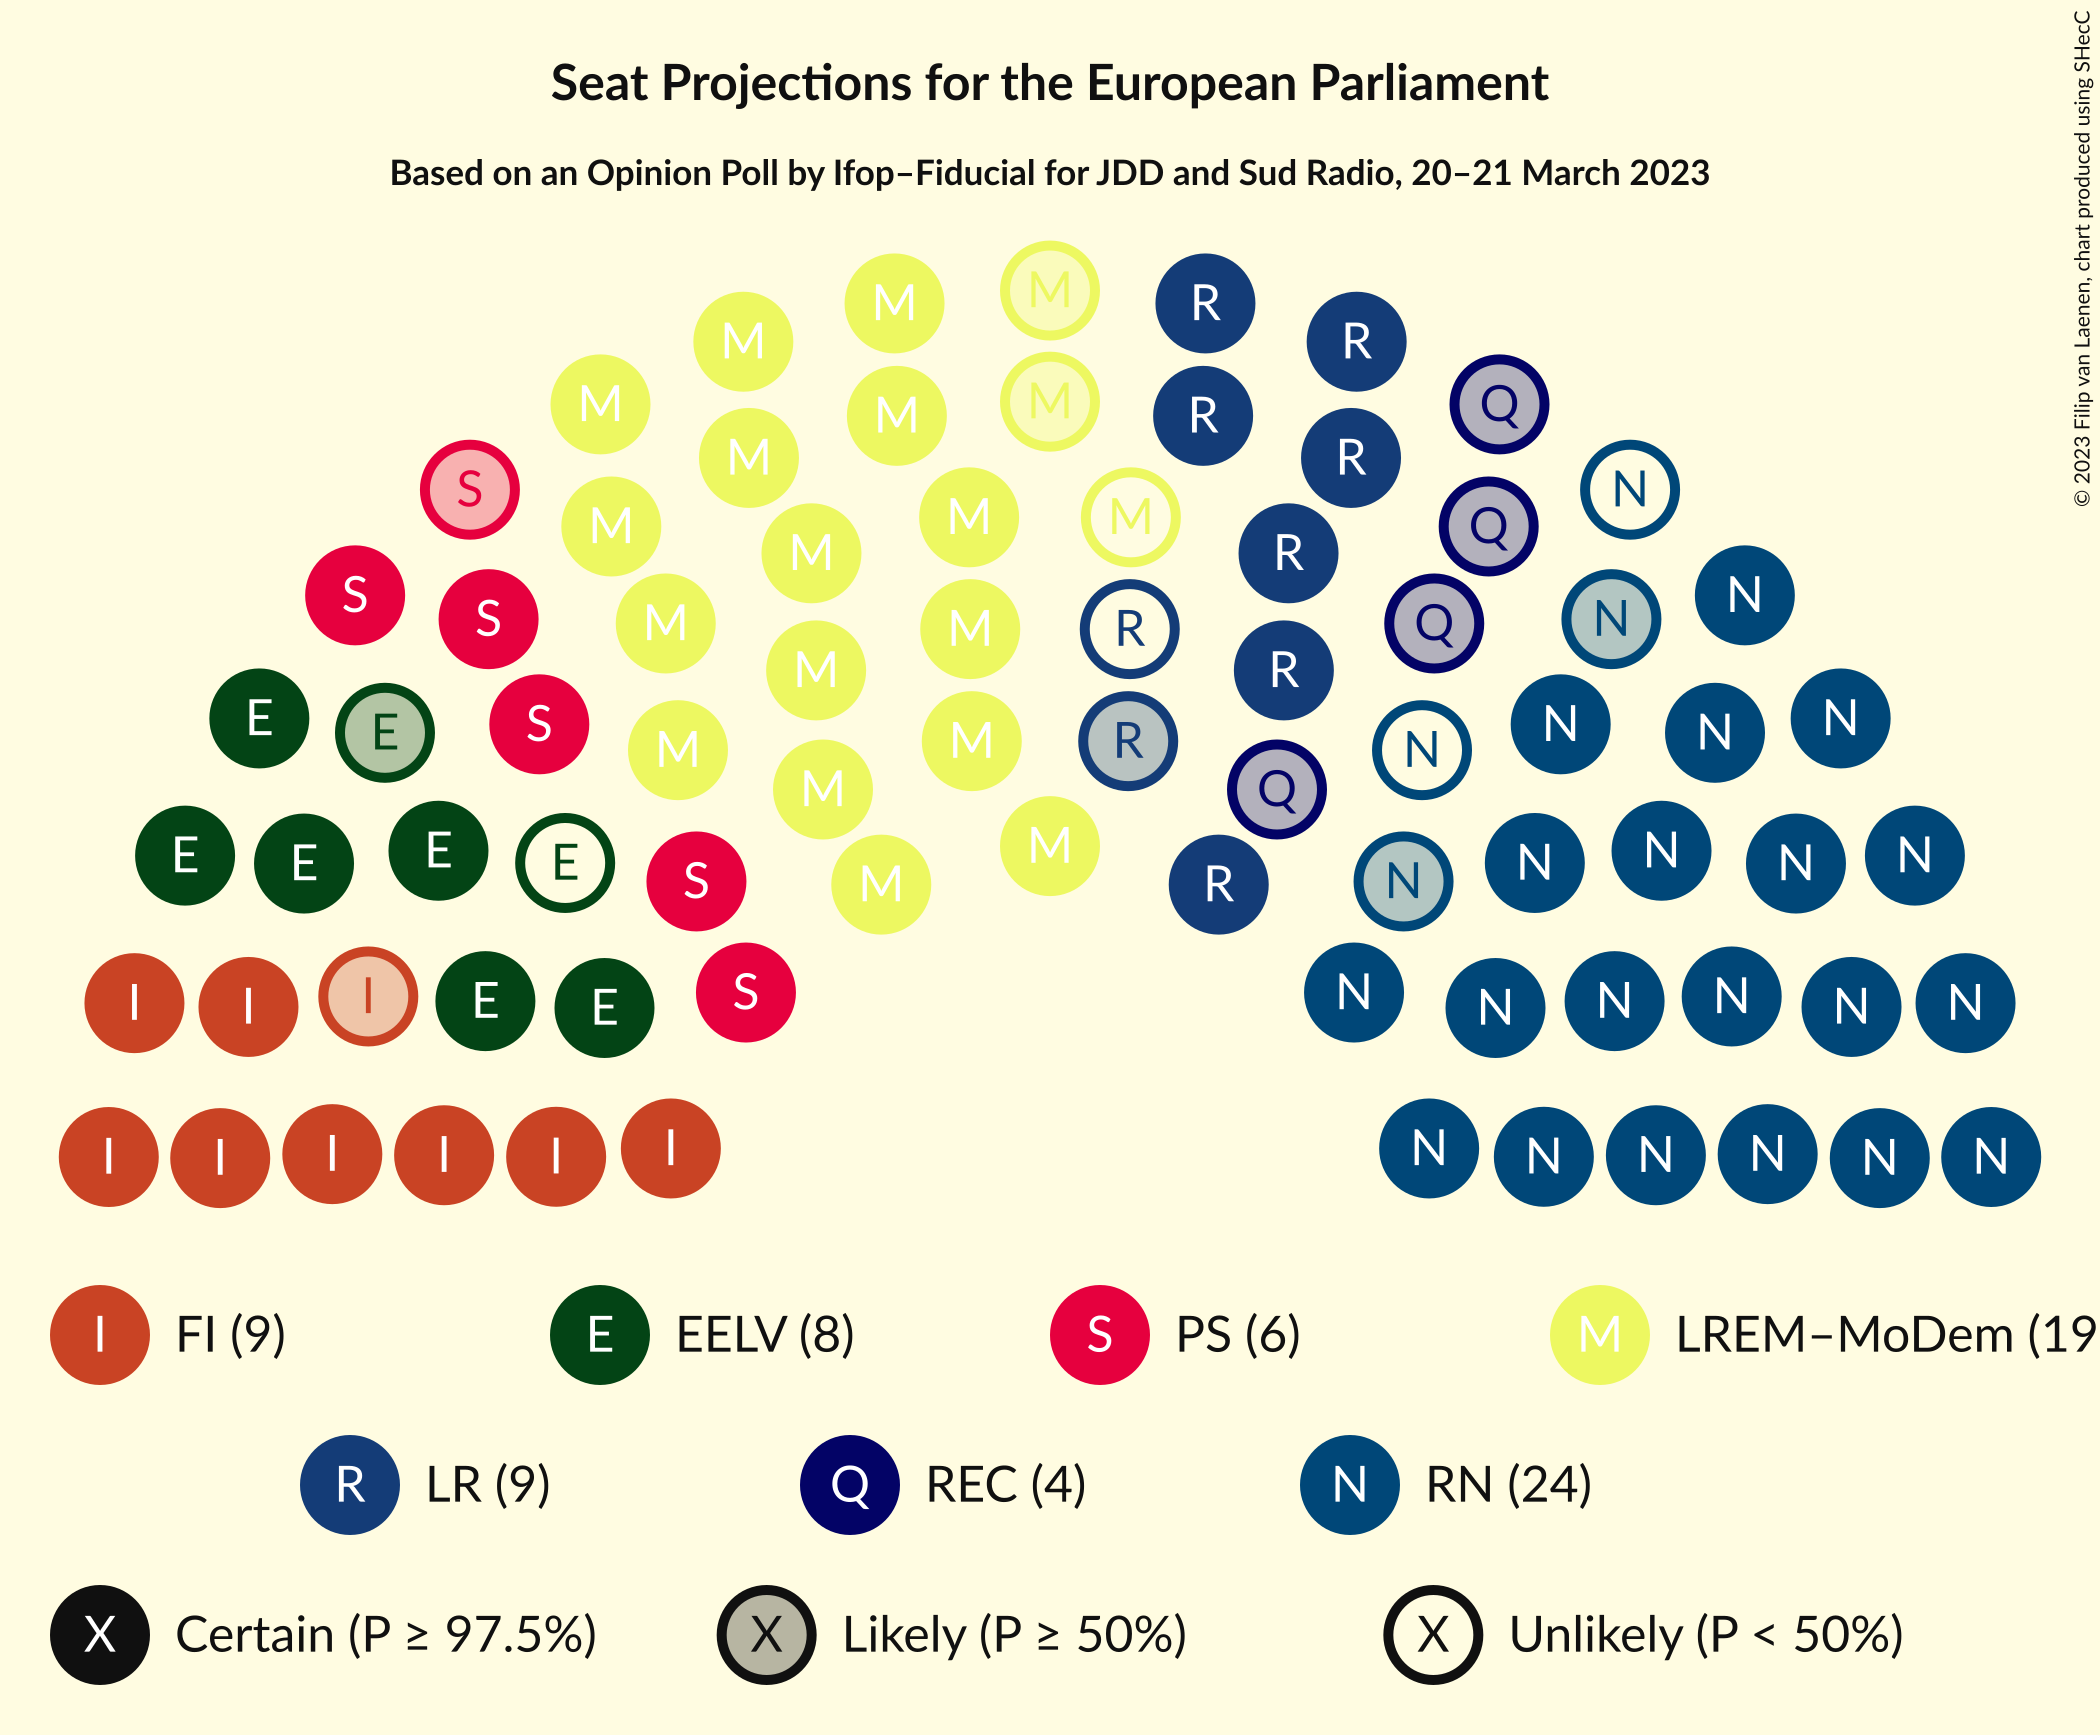 Seat Projections for the European Parliament
Based on an Opinion Poll by Ifop–Fiducial for JDD and Sud Radio, 20–21 March 2023
© 2023 Filip van Laenen, chart produced using SHecC
M M M R R
M M Q
M M M R R
S M N
M M M R Q
S S M R N N
M M R Q
E E S M M R N N N
M M R Q N
E E E E S M M M R N N N N N
I I I E E S N N N N N N
I I I I I I N N N N N N
I FI (9) E EELV (8) S PS (6) M LREM–MoDem (19
R LR (9) Q REC (4) N RN (24)
X Certain (P ≥ 97.5%) X Likely (P ≥ 50%) X Unlikely (P < 50%)